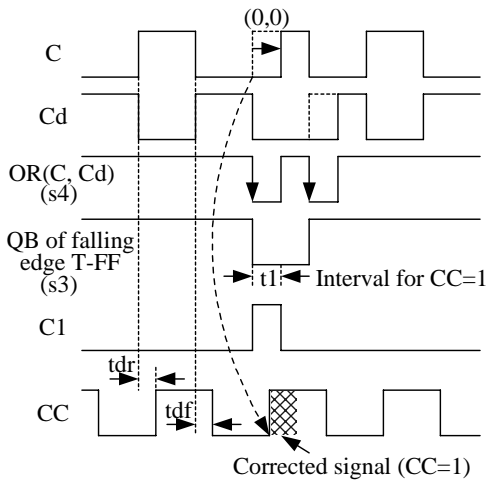 (0,0)
C
Cd
OR(C, Cd)
(s4)
QB of falling
edge T-FF
(s3)
t1
Interval for CC=1
C1
tdr
CC
tdf
Corrected signal (CC=1)